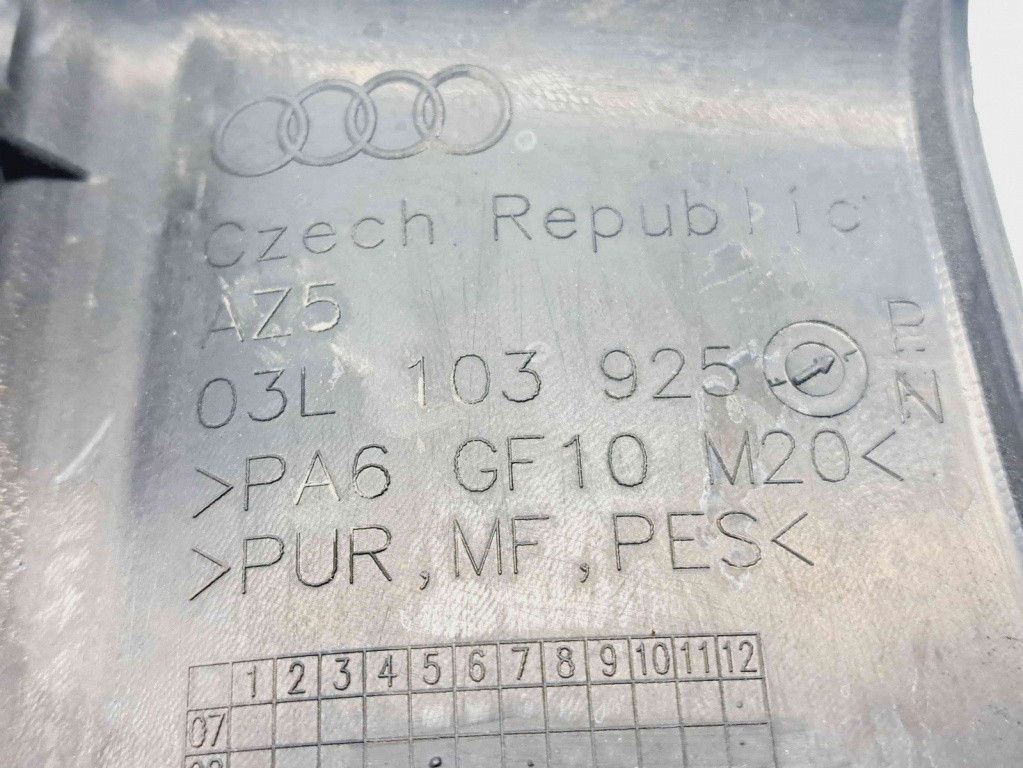 Czech Republic
AZ5
03L 103 925
>PA6 GF10 M20<
>PUR,MF,PES<
1 2 3 4 5 6 7 8 9 10 11 12
07